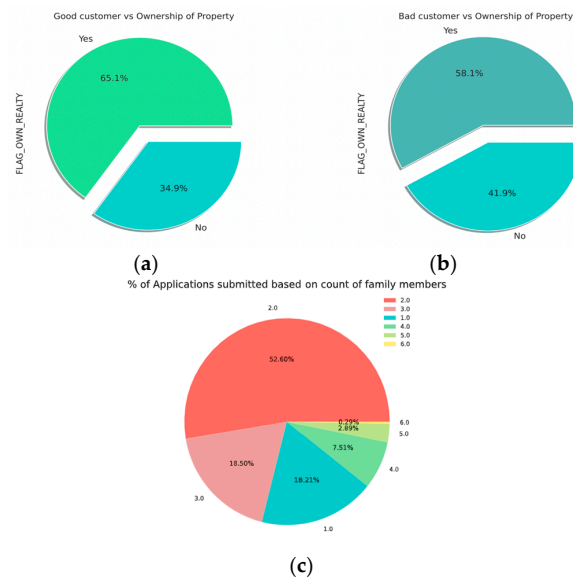 Good customer vs Ownership of Property
Yes
65.1%
FLAG_OWN_REALTY
34.9%
No
(a)
Bad customer vs Ownership of Property
Yes
58.1%
FLAG_OWN_REALTY
41.9%
No
(b)
% of Applications submitted based on count of family members
2.0
3.0
1.0
4.0
5.0
6.0
2.0
52.60%
0.29%
6.0
2.89%
5.0
7.51%
4.0
18.50%
3.0
18.21%
1.0
(c)